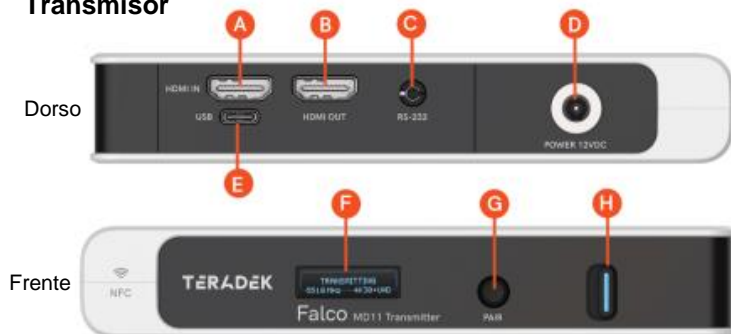 Transmisor
A
B
C
D
Dorso
HDMI IN
USB
HDMI OUT
RS-232
POWER 12VDC
E
F
G
H
Frente
NFC
TERADEK
TRANSMITTING
Falco MD11 Transmitter
PAIR